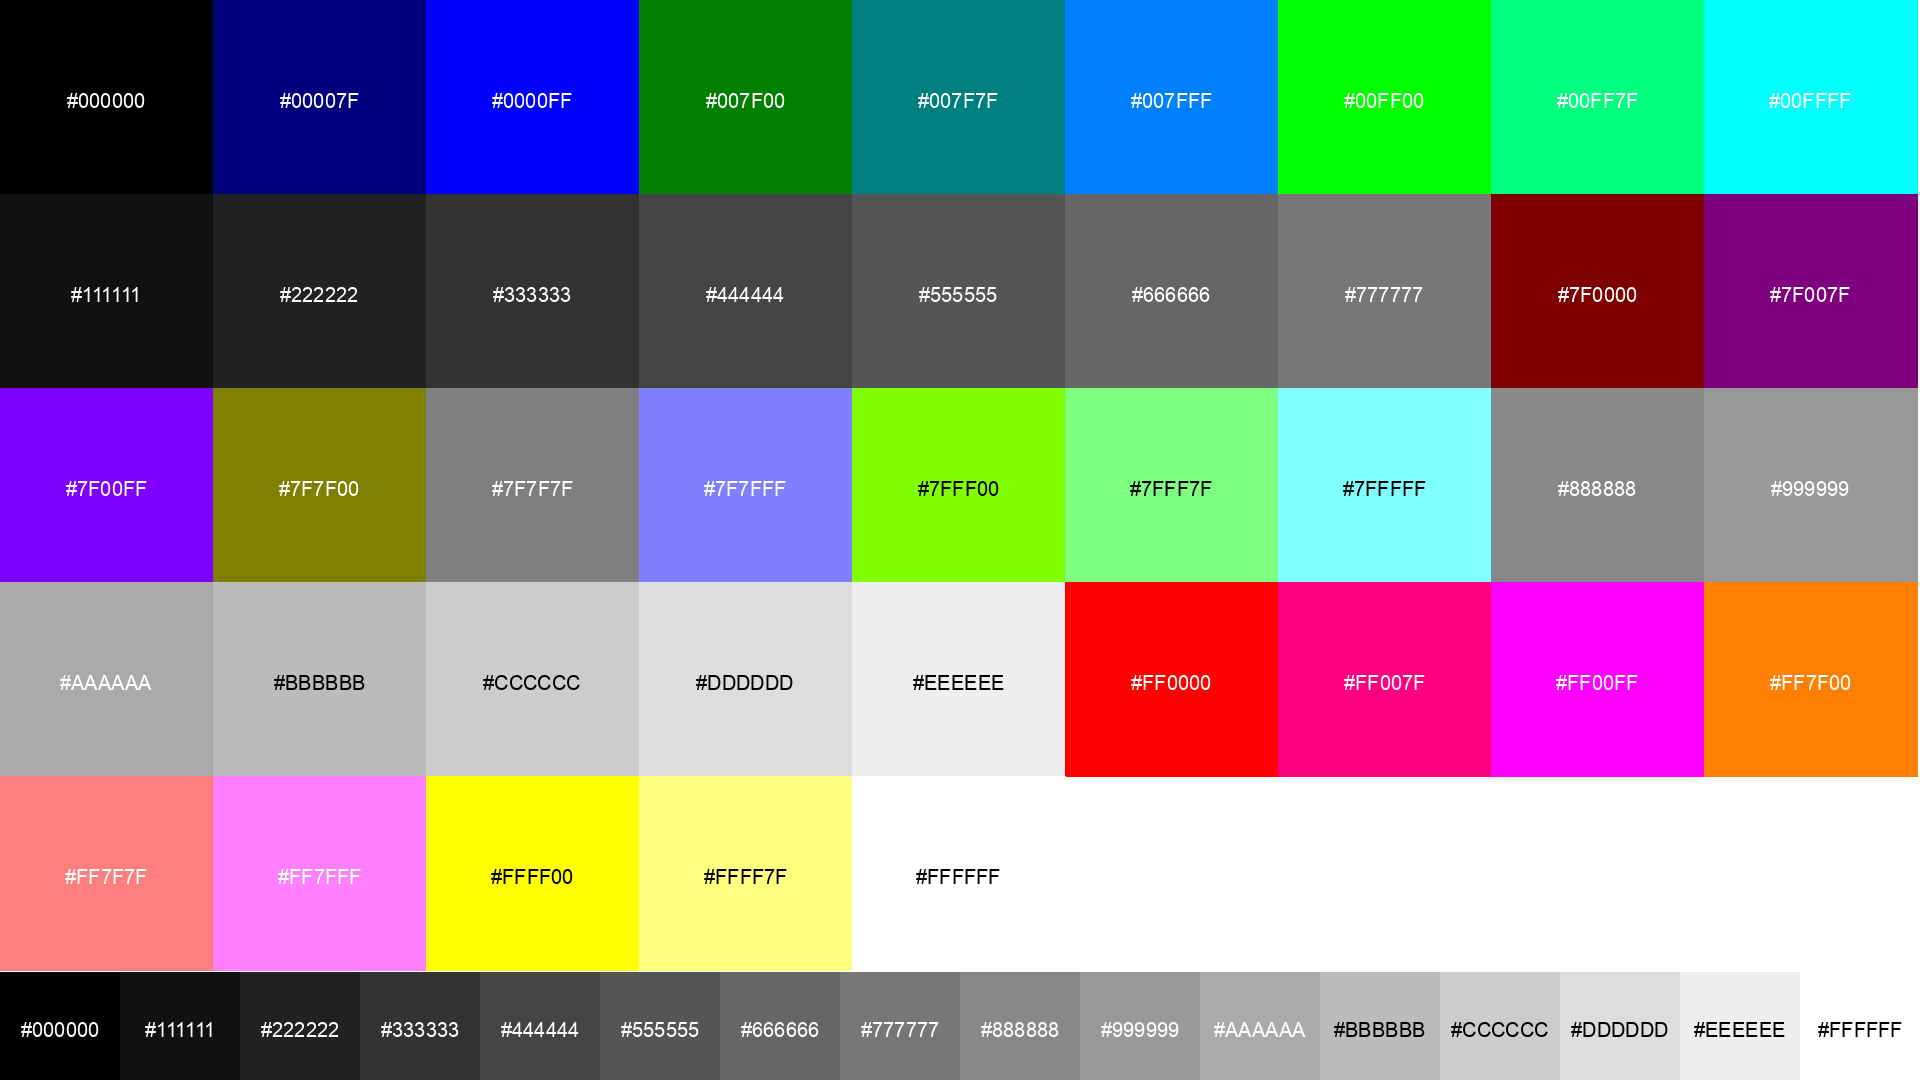 #000000 #00007F #0000FF #007F00 #007F7F #007FFF #00FF00 #00FF7F #00FFFF
#111111 #222222 #333333 #444444 #555555 #666666 #777777 #7F0000 #7F007F
#7F00FF #7F7F00 #7F7F7F #7F7FFF #7FFF00 #7FFF7F #7FFFFF #888888 #999999
#AAAAAA #BBBBBB #CCCCCC #DDDDDD #EEEEEE #FF0000 #FF007F #FF00FF #FF7F00
#FF7F7F #FF7FFF #FFFF00 #FFFF7F #FFFFFF
#000000 #111111 #222222 #333333 #444444 #555555 #666666 #777777 #888888 #999999 #AAAAAA #BBBBBB #CCCCCC #DDDDDD #EEEEEE #FFFFFF